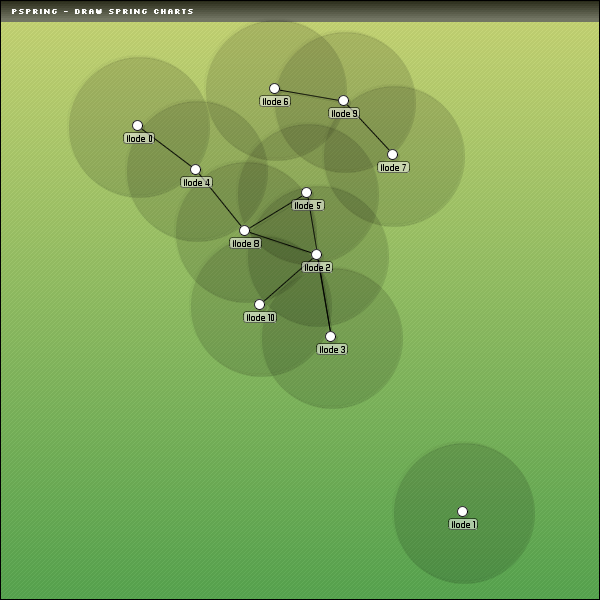 PSPRING - DRAW SPRING CHARTS
Node 6
Node 9
Node 0
Node 7
Node 4
Node 5
Node 8
Node 2
Node 10
Node 3
Node 1